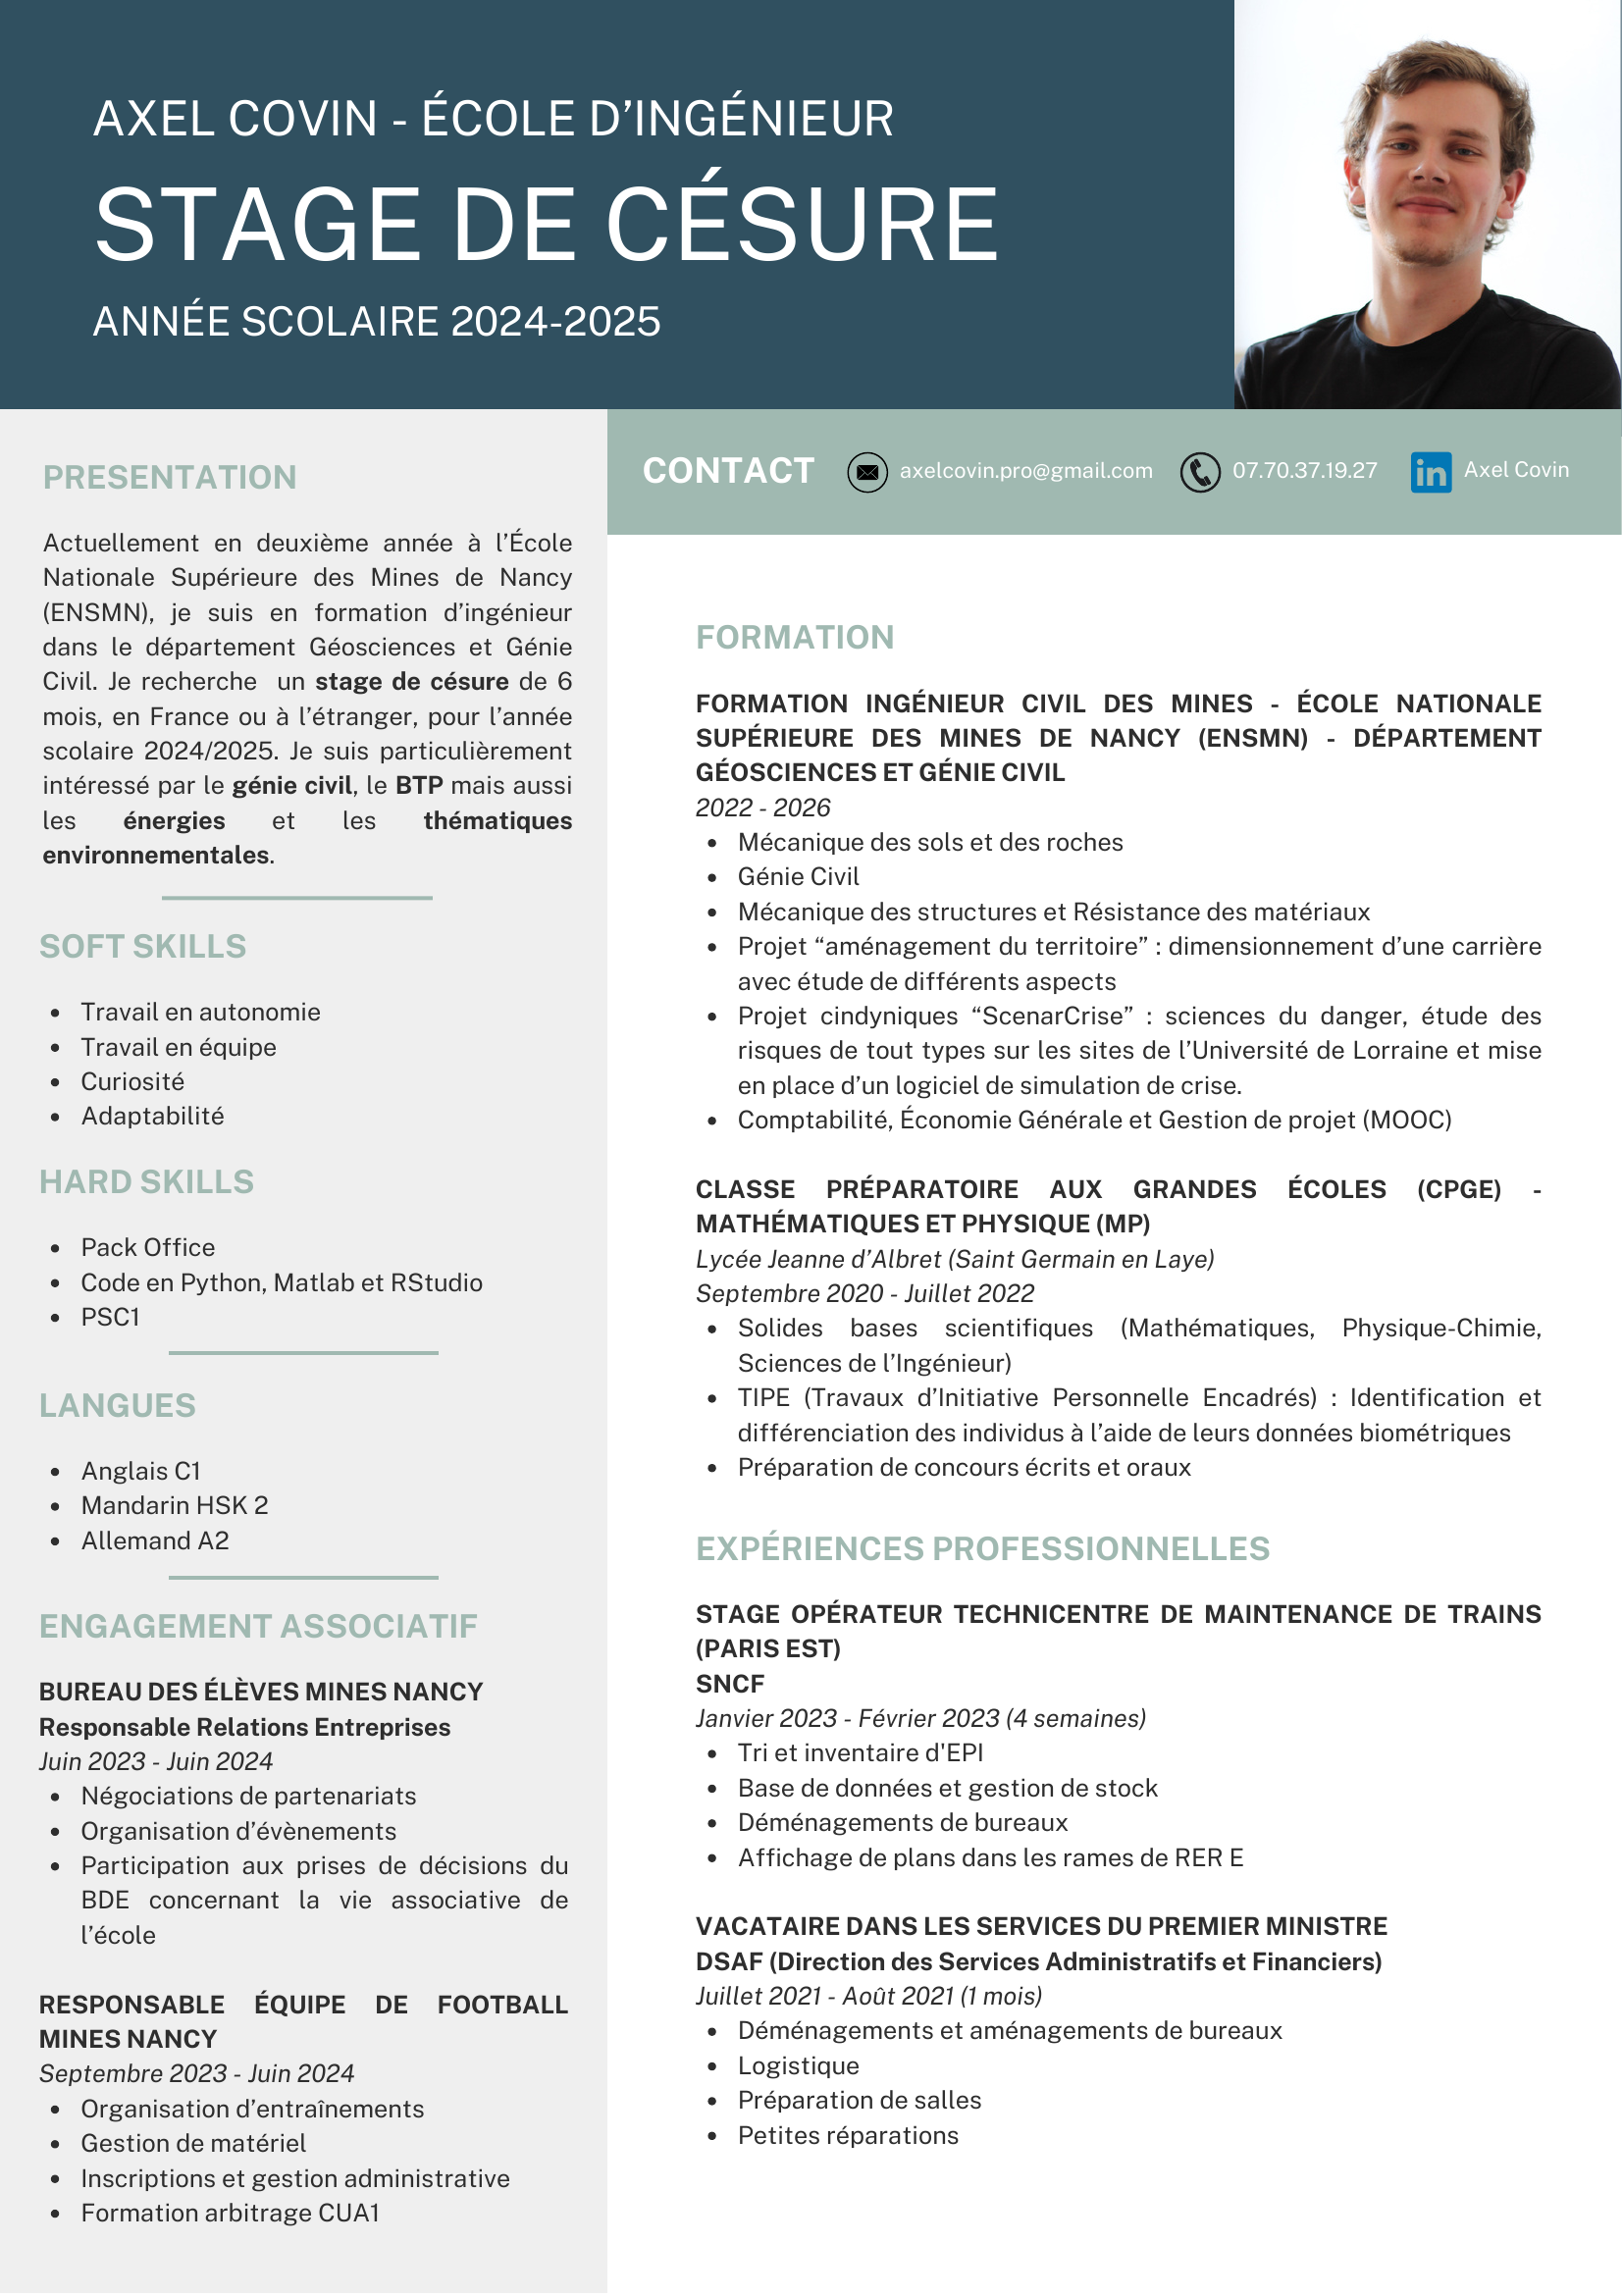 AXEL COVIN - ÉCOLE D’INGÉNIEUR
STAGE DE CÉSURE
ANNÉE SCOLAIRE 2024-2025
CONTACT axelcovin.pro@gmail.com 07.70.37.19.27 in Axel Covin
PRESENTATION
Actuellement en deuxième année à l’École
Nationale Supérieure des Mines de Nancy
(ENSMN), je suis en formation d’ingénieur
dans le département Géosciences et Génie
Civil. Je recherche un stage de césure de 6
mois, en France ou à l’étranger, pour l’année
scolaire 2024/2025. Je suis particulièrement
intéressé par le génie civil, le BTP mais aussi
les énergies et les thématiques
environnementales.
SOFT SKILLS
• Travail en autonomie
• Travail en équipe
• Curiosité
• Adaptabilité
HARD SKILLS
• Pack Office
• Code en Python, Matlab et RStudio
• PSC1
LANGUES
• Anglais C1
• Mandarin HSK 2
• Allemand A2
ENGAGEMENT ASSOCIATIF
BUREAU DES ÉLÈVES MINES NANCY
Responsable Relations Entreprises
Juin 2023 - Juin 2024
• Négociations de partenariats
• Organisation d’évènements
• Participation aux prises de décisions du
BDE concernant la vie associative de
l’école
RESPONSABLE ÉQUIPE DE FOOTBALL
MINES NANCY
Septembre 2023 - Juin 2024
• Organisation d’entraînements
• Gestion de matériel
• Inscriptions et gestion administrative
• Formation arbitrage CUA1
FORMATION
FORMATION INGÉNIEUR CIVIL DES MINES - ÉCOLE NATIONALE
SUPÉRIEURE DES MINES DE NANCY (ENSMN) - DÉPARTEMENT
GÉOSCIENCES ET GÉNIE CIVIL
2022 - 2026
• Mécanique des sols et des roches
• Génie Civil
• Mécanique des structures et Résistance des matériaux
• Projet “aménagement du territoire” : dimensionnement d’une carrière
avec étude de différents aspects
• Projet cindyniques “ScenarCrise” : sciences du danger, étude des
risques de tout types sur les sites de l’Université de Lorraine et mise
en place d’un logiciel de simulation de crise.
• Comptabilité, Économie Générale et Gestion de projet (MOOC)
CLASSE PRÉPARATOIRE AUX GRANDES ÉCOLES (CPGE) -
MATHÉMATIQUES ET PHYSIQUE (MP)
Lycée Jeanne d’Albret (Saint Germain en Laye)
Septembre 2020 - Juillet 2022
• Solides bases scientifiques (Mathématiques, Physique-Chimie,
Sciences de l’Ingénieur)
• TIPE (Travaux d’Initiative Personnelle Encadrés) : Identification et
différenciation des individus à l’aide de leurs données biométriques
• Préparation de concours écrits et oraux
EXPÉRIENCES PROFESSIONNELLES
STAGE OPÉRATEUR TECHNICENTRE DE MAINTENANCE DE TRAINS
(PARIS EST)
SNCF
Janvier 2023 - Février 2023 (4 semaines)
• Tri et inventaire d'EPI
• Base de données et gestion de stock
• Déménagements de bureaux
• Affichage de plans dans les rames de RER E
VACATAIRE DANS LES SERVICES DU PREMIER MINISTRE
DSAF (Direction des Services Administratifs et Financiers)
Juillet 2021 - Août 2021 (1 mois)
• Déménagements et aménagements de bureaux
• Logistique
• Préparation de salles
• Petites réparations